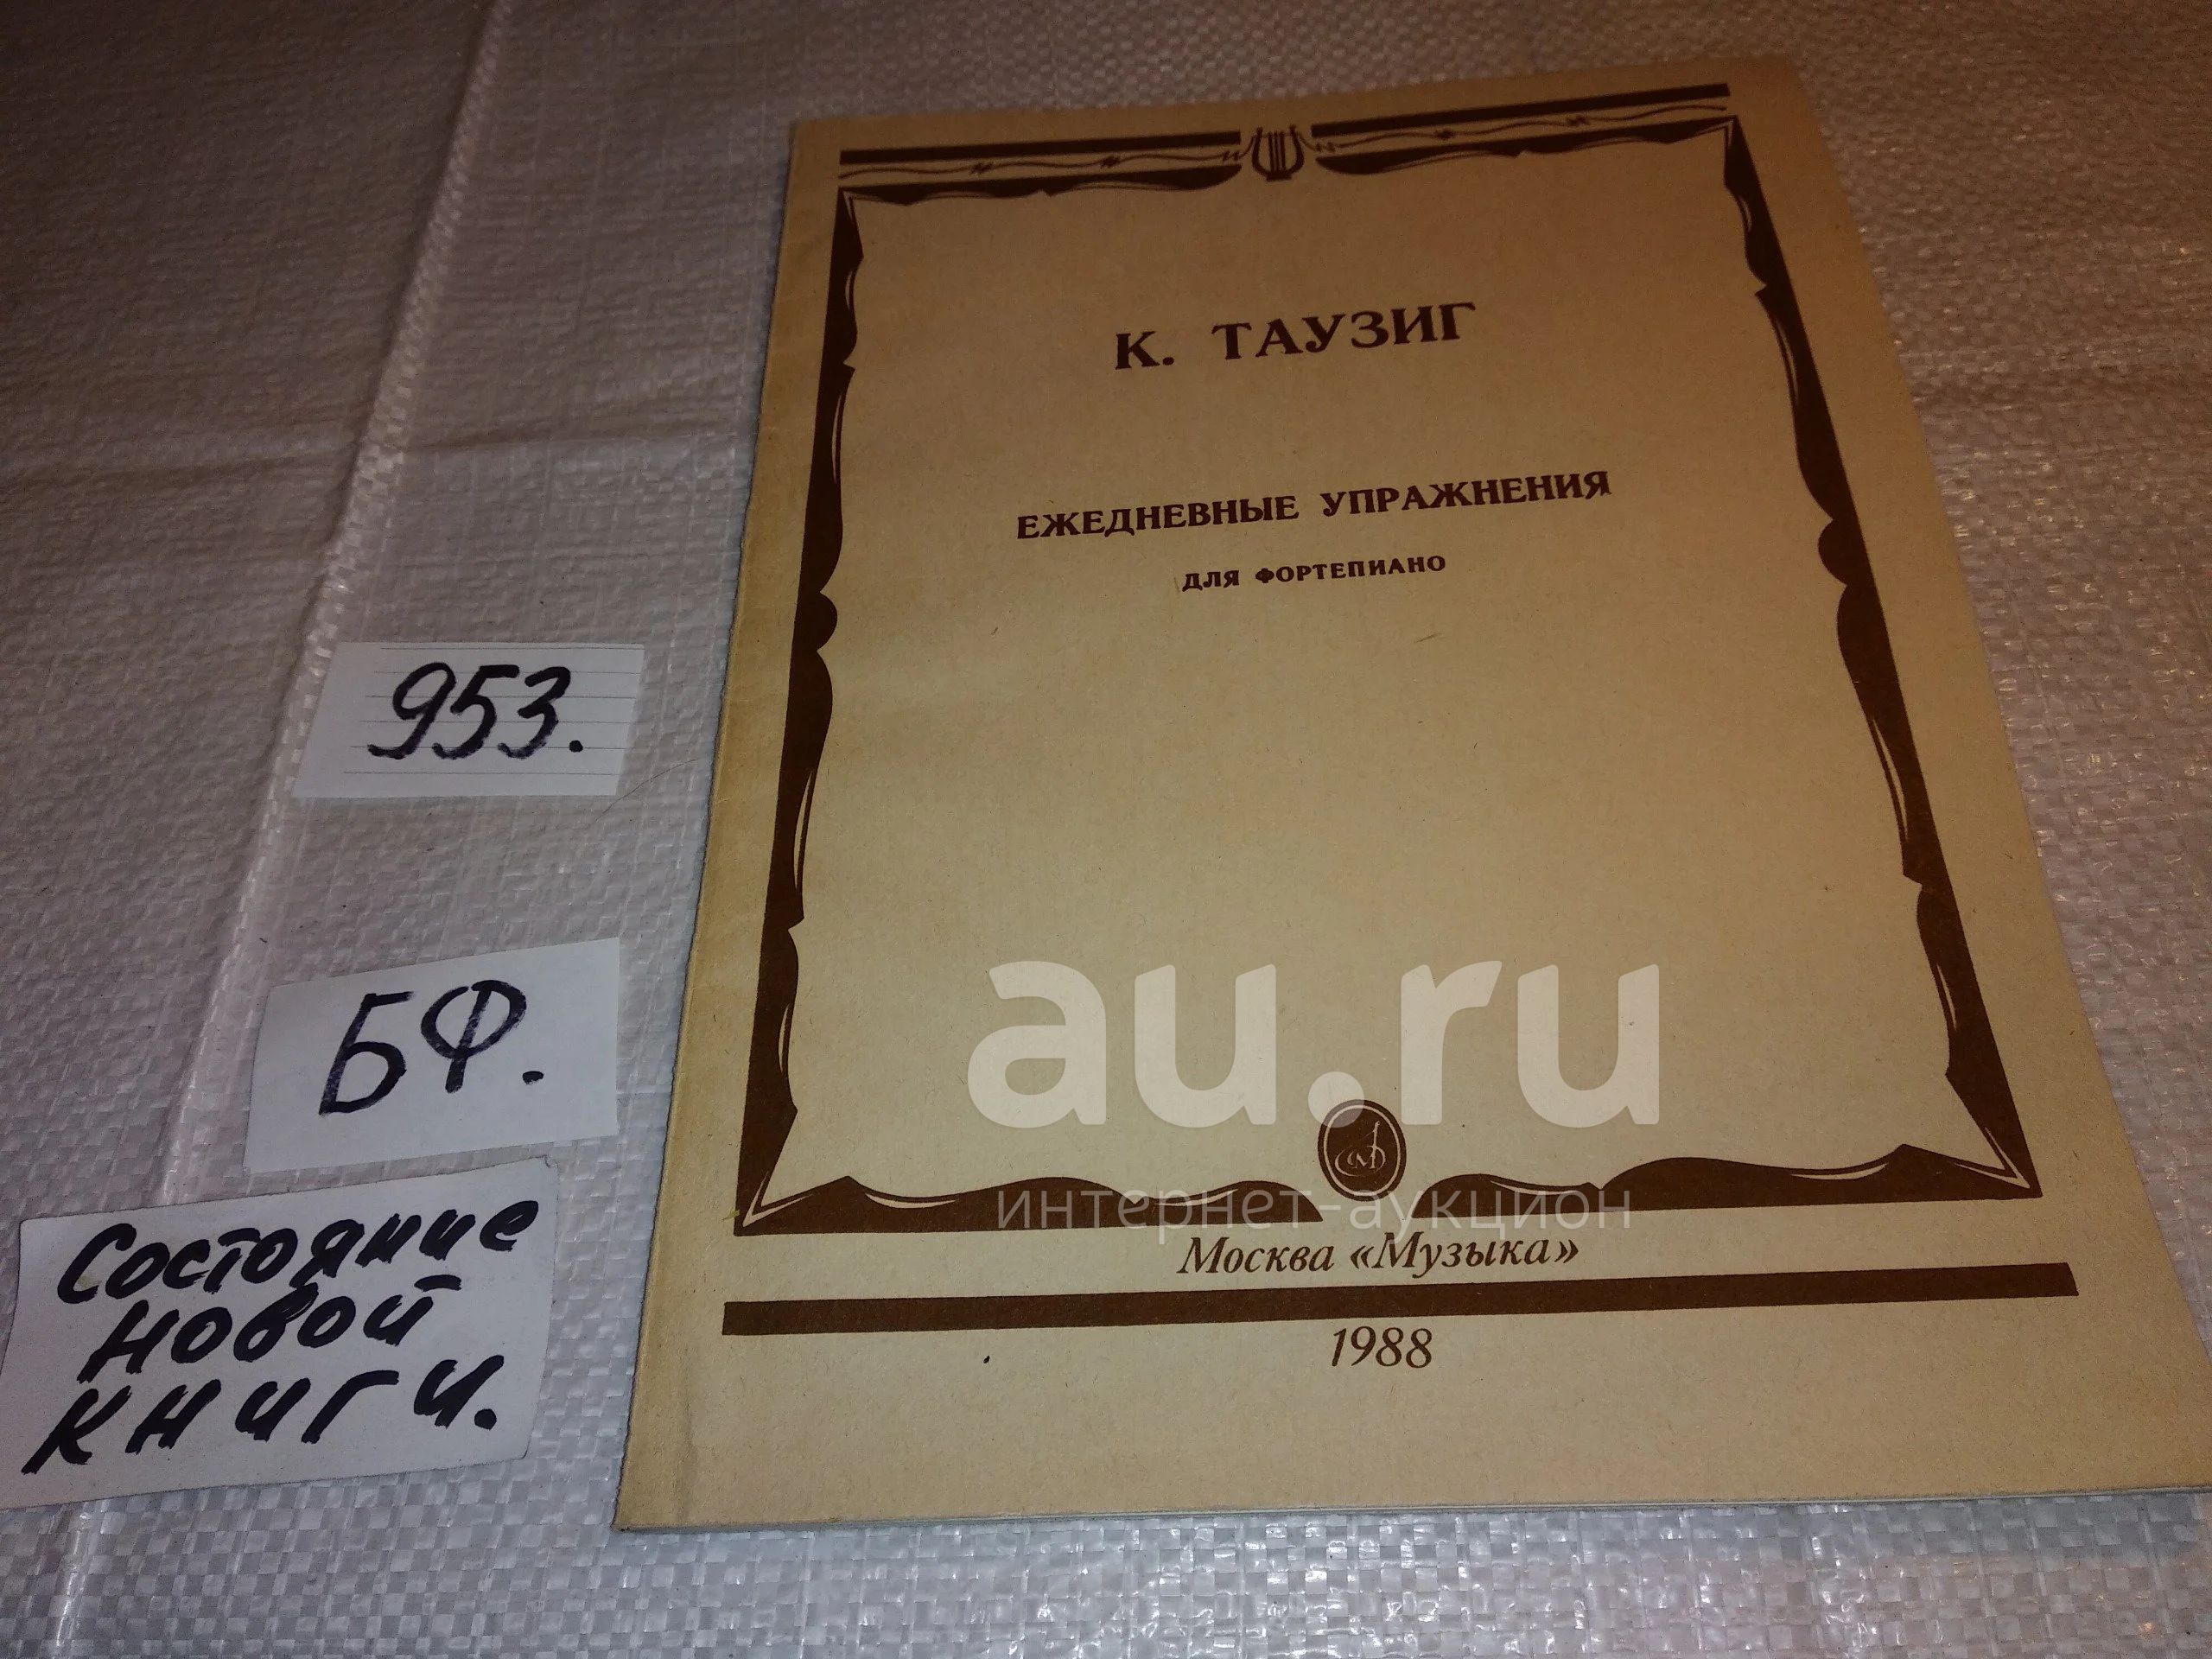 К. ТАУЗИГ
ЕЖЕДНЕВНЫЕ УПРАЖНЕНИЯ
ДЛЯ ФОРТЕПИАНО
953.
БФ.
Состояние
новой
книги.
au.ru
интернет-аукцион
Москва «Музыка»
1988